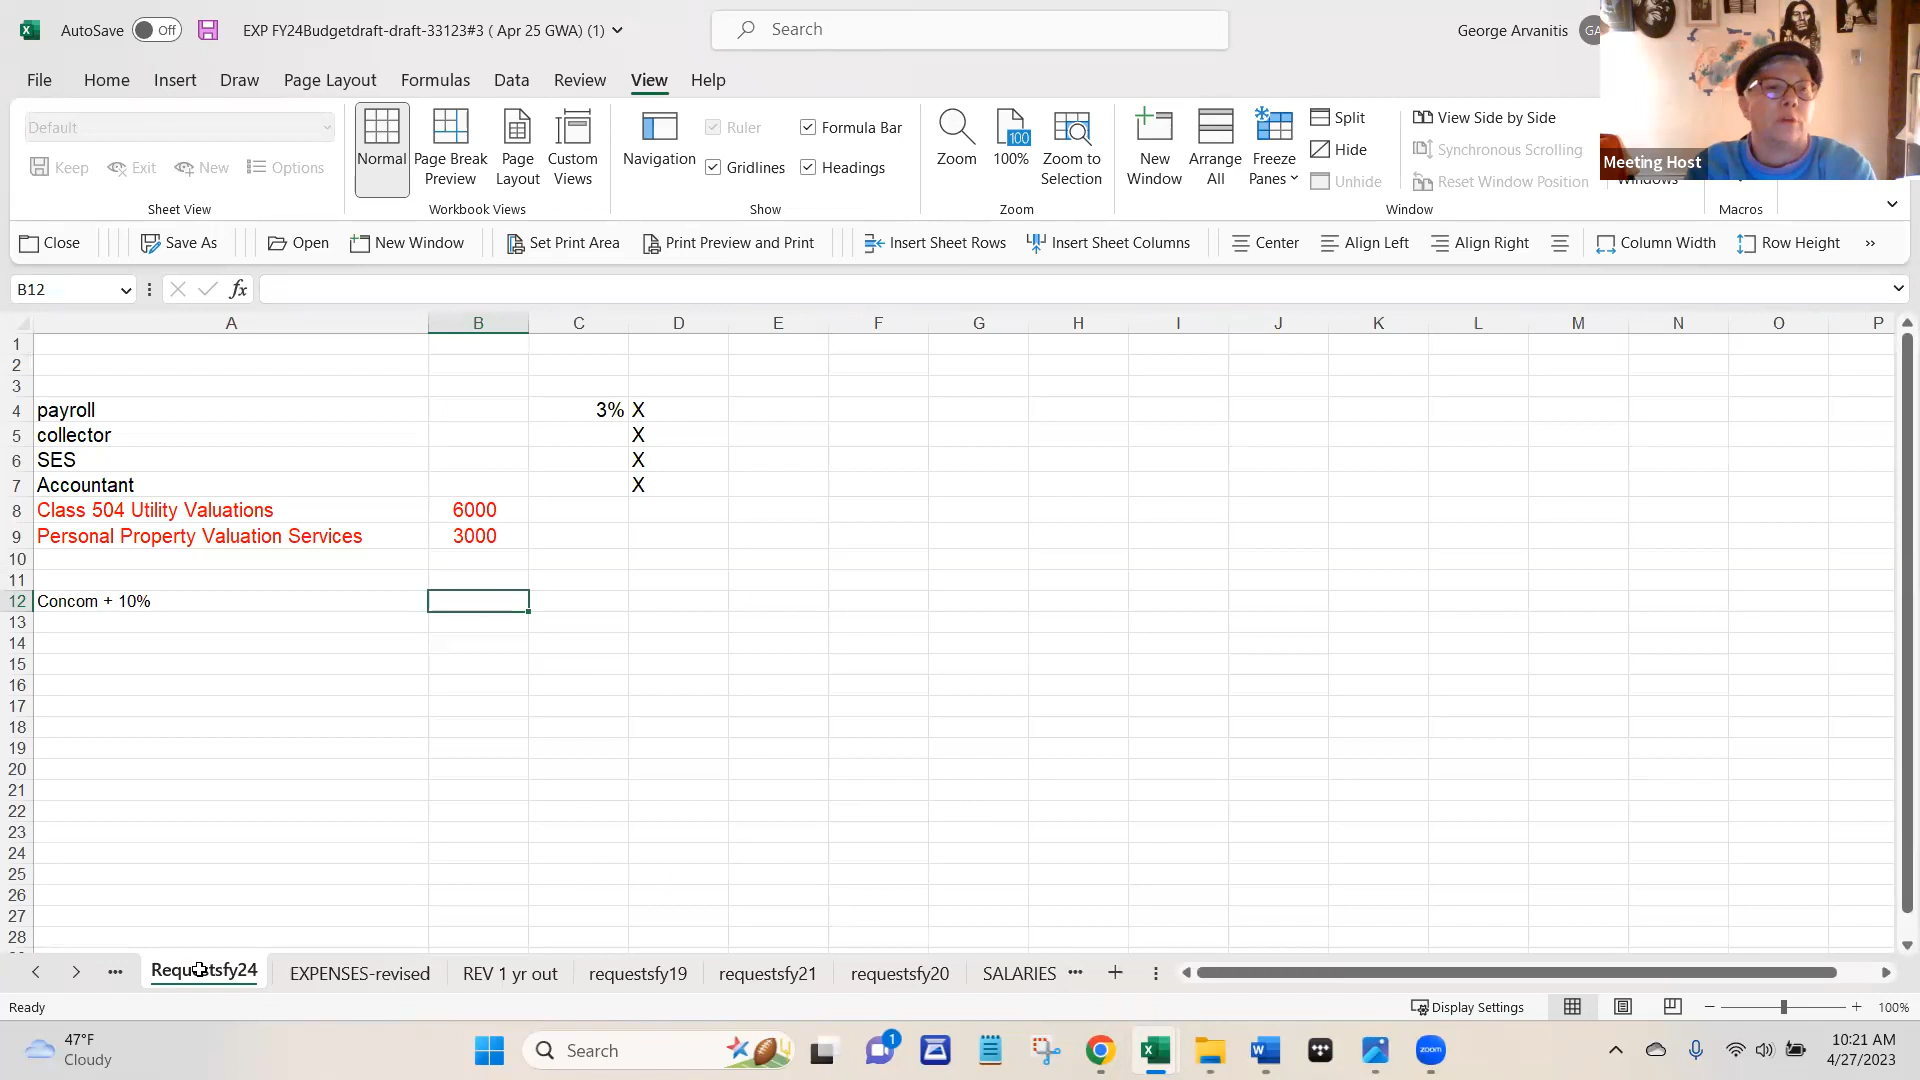 AutoSave Off EXP FY24Budgetdraft-draft-33123#3 ( Apr 25 GWA) (1) Search George Arvanitis
File Home Insert Draw Page Layout Formulas Data Review View Help
Default
Keep Exit New Options
Sheet View
Normal Page Break Preview Page Layout Custom Views
Workbook Views
Navigation Ruler Formula Bar
Gridlines Headings
Show
Zoom 100 100% Zoom to Selection
Zoom
New Window Arrange All Freeze Panes
Split View Side by Side
Hide Synchronous Scrolling
Unhide Reset Window Position
Window
Macros
Meeting Host
Close Save As Open New Window Set Print Area Print Preview and Print Insert Sheet Rows Insert Sheet Columns Center Align Left Align Right Column Width Row Height
B12 fx
A B C D E F G H I J K L M N O P
1
2
3
4 payroll 3% X
5 collector X
6 SES X
7 Accountant X
8 Class 504 Utility Valuations 6000
9 Personal Property Valuation Services 3000
10
11
12 Concom + 10%
13
14
15
16
17
18
19
20
21
22
23
24
25
26
27
28
Requestsfy24 EXPENSES-revised REV 1 yr out requestsfy19 requestsfy21 requestsfy20 SALARIES
Ready Display Settings 100%
47°F
Cloudy
Search 1 zoom
10:21 AM
4/27/2023